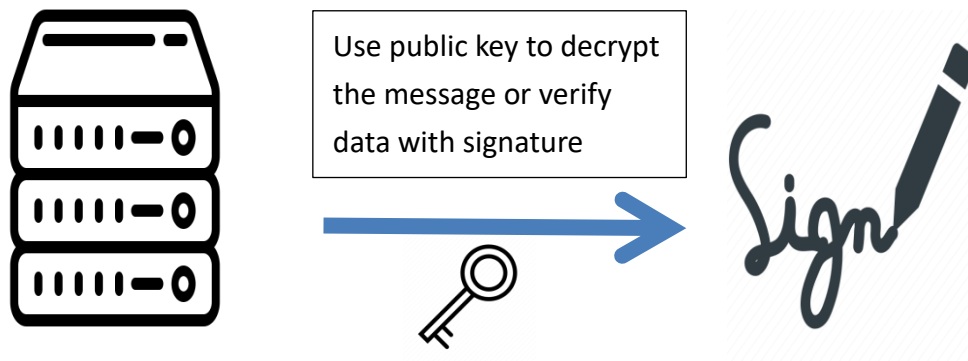 Use public key to decrypt
the message or verify
data with signature
Sign